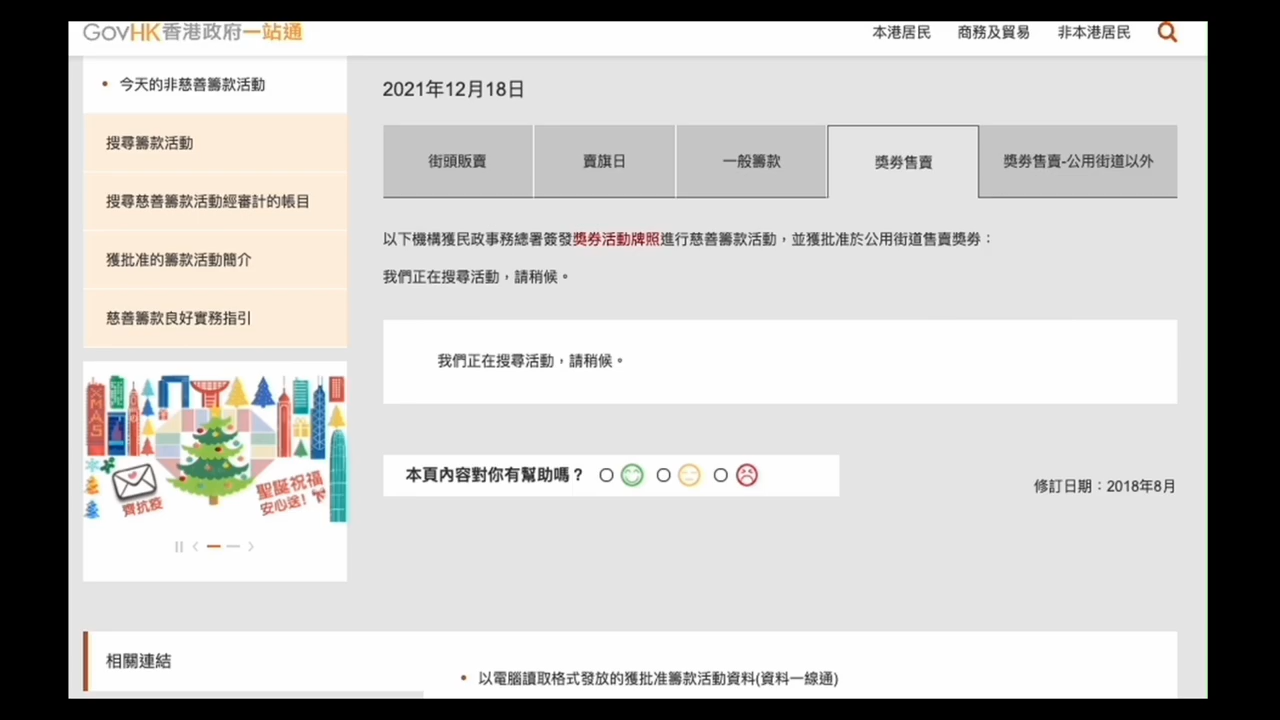 GovHK香港政府一站通
本港居民 商務及貿易 非本港居民
• 今天的非慈善籌款活動
搜尋籌款活動
搜尋慈善籌款活動經審計的帳目
獲批准的籌款活動簡介
慈善籌款良好實務指引
XMAS
齊抗疫
聖誕祝福
安心送!
2021年12月18日
街頭販賣 賣旗日 一般籌款 獎券售賣 獎券售賣-公用街道以外
以下機構獲民政事務總署簽發獎券活動牌照進行慈善籌款活動，並獲批准於公用街道售賣獎券：
我們正在搜尋活動，請稍候。
我們正在搜尋活動，請稍候。
本頁內容對你有幫助嗎？
修訂日期：2018年8月
相關連結
• 以電腦讀取格式發放的獲批准籌款活動資料(資料一線通)